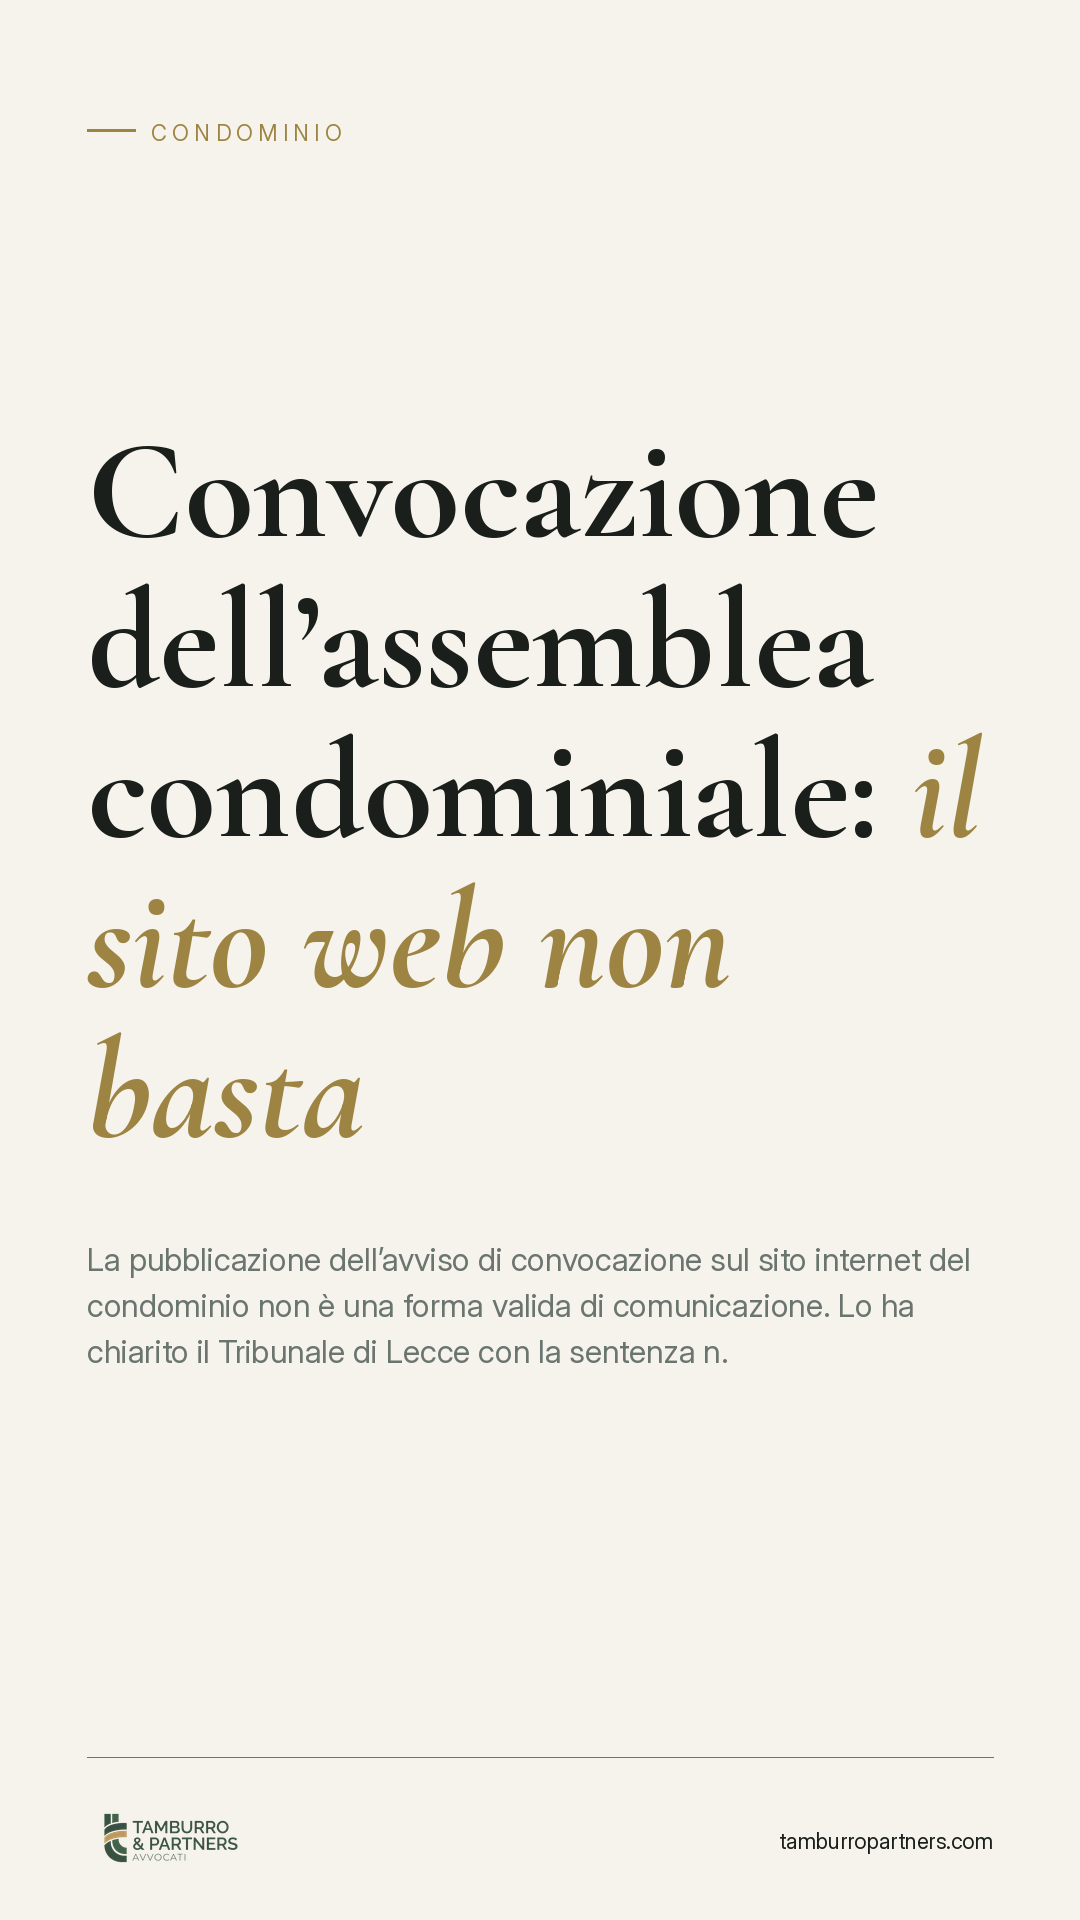 CONDOMINIO
Convocazione
dell’assemblea
condominiale: il
sito web non
basta
La pubblicazione dell’avviso di convocazione sul sito internet del
condominio non è una forma valida di comunicazione. Lo ha
chiarito il Tribunale di Lecce con la sentenza n.
TAMBURRO
& PARTNERS
AVVOCATI
tamburropartners.com